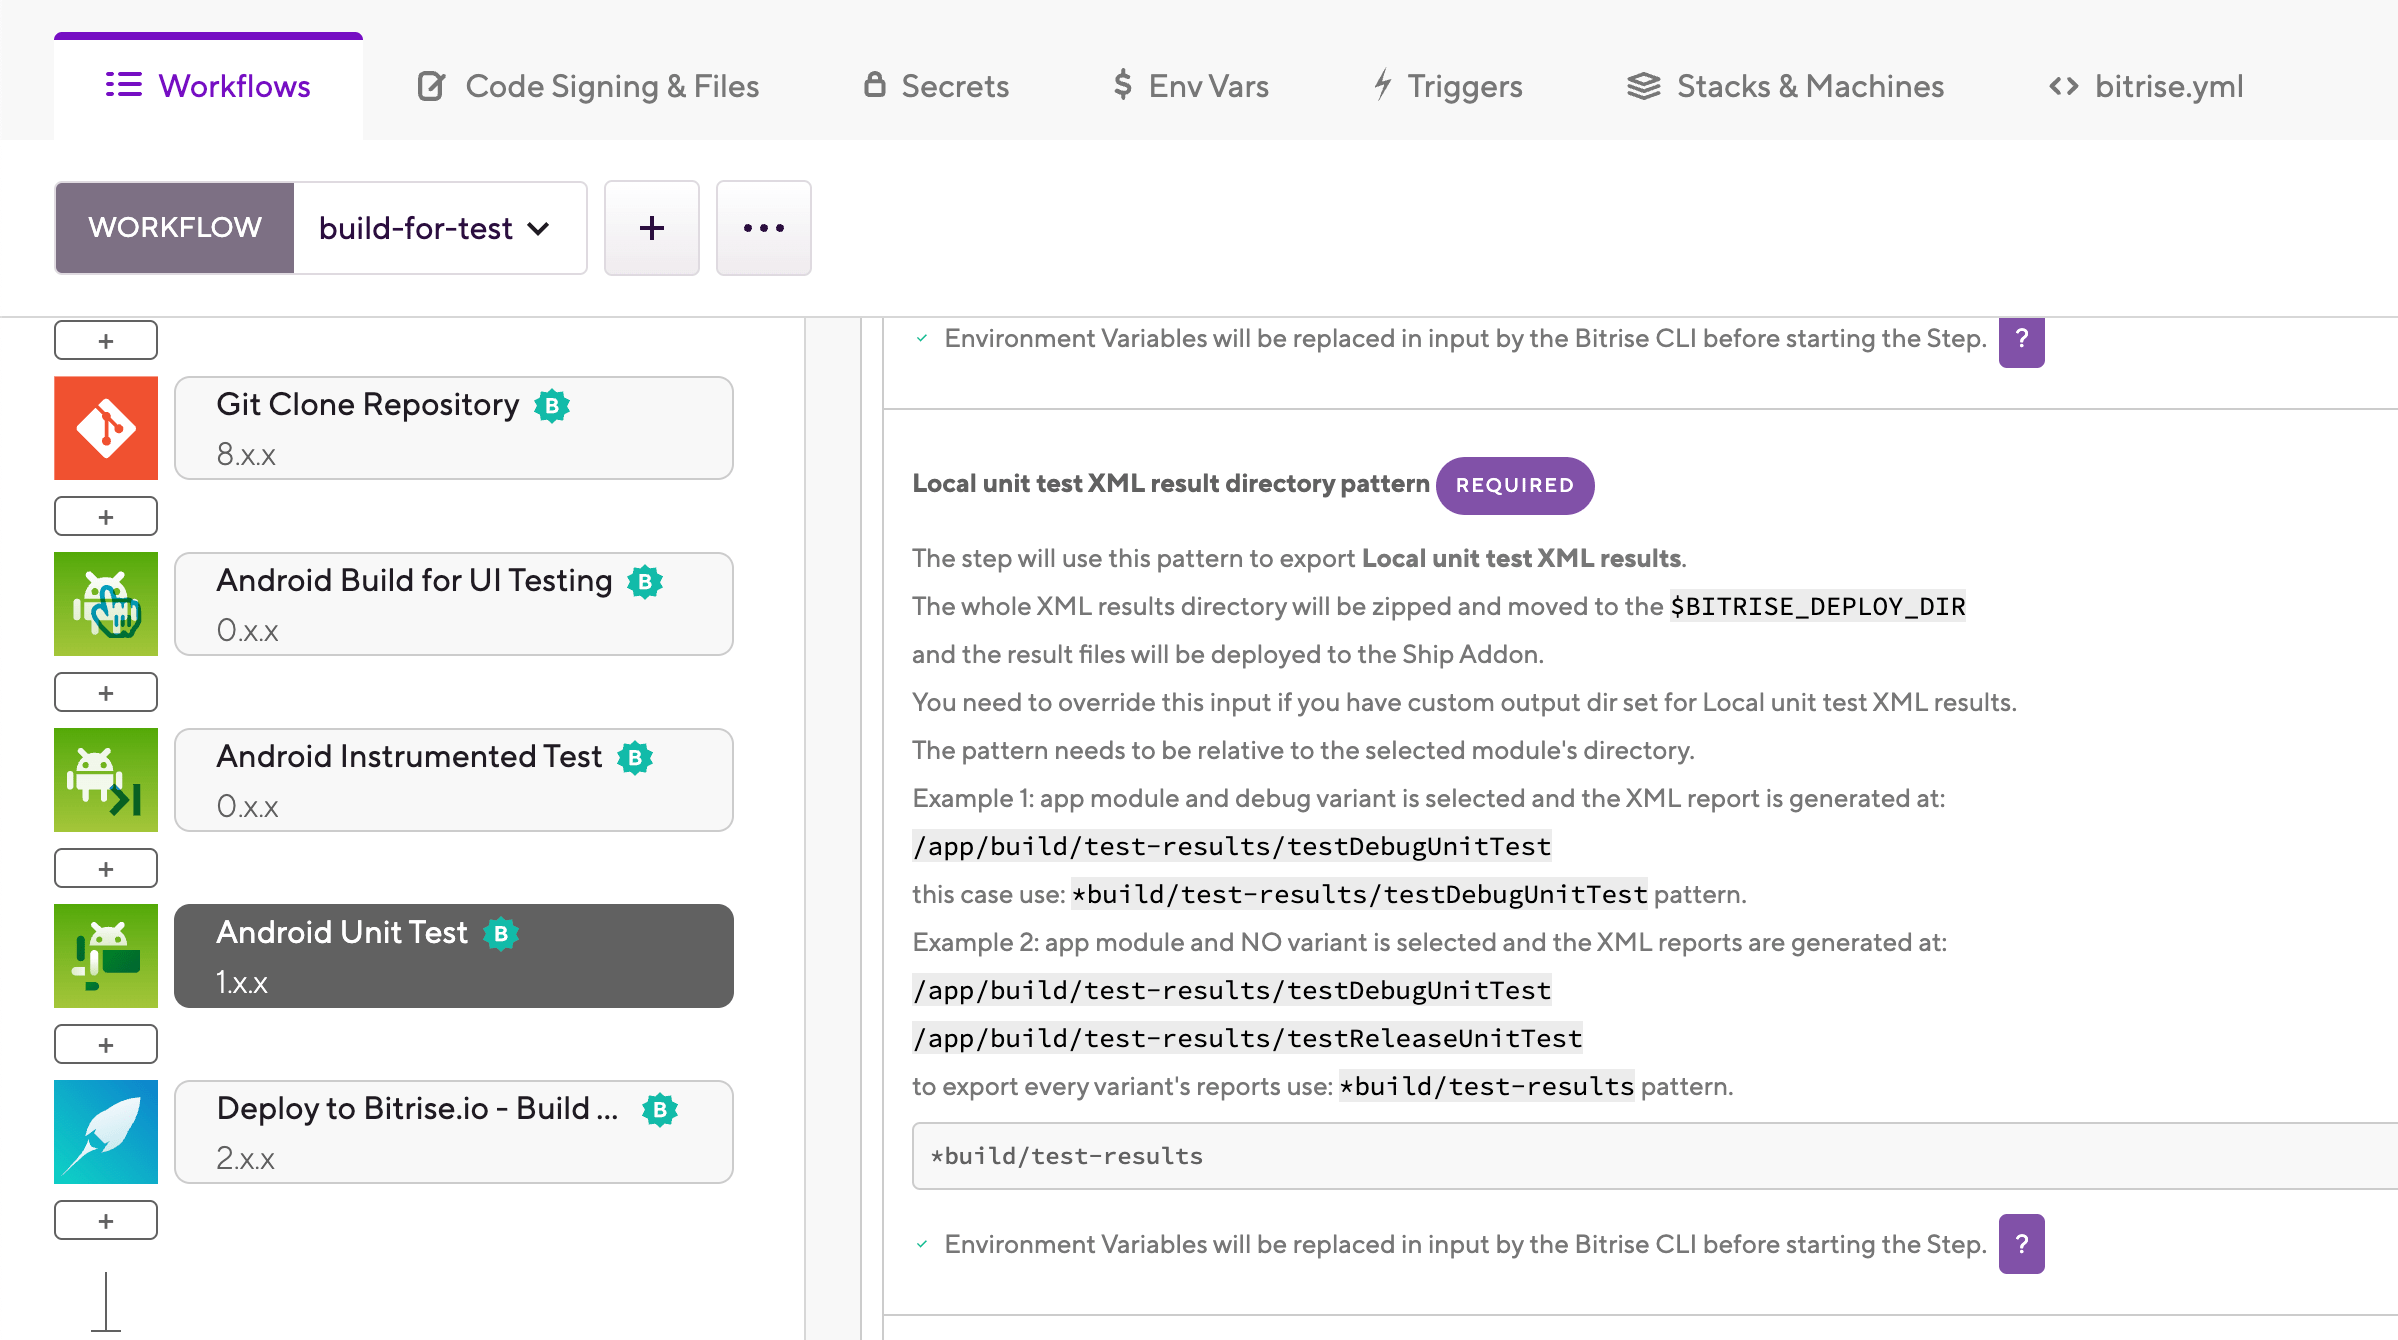 Workflows
Code Signing & Files
Secrets
Env Vars
Triggers
Stacks & Machines
bitrise.yml
WORKFLOW
build-for-test
+
Git Clone Repository B
8.x.x
+
Android Build for UI Testing B
0.x.x
+
Android Instrumented Test B
0.x.x
+
Android Unit Test B
1.x.x
+
Deploy to Bitrise.io - Build ... B
2.x.x
+
Environment Variables will be replaced in input by the Bitrise CLI before starting the Step. ?
Local unit test XML result directory pattern REQUIRED
The step will use this pattern to export Local unit test XML results.
The whole XML results directory will be zipped and moved to the $BITRISE_DEPLOY_DIR
and the result files will be deployed to the Ship Addon.
You need to override this input if you have custom output dir set for Local unit test XML results.
The pattern needs to be relative to the selected module's directory.
Example 1: app module and debug variant is selected and the XML report is generated at:
/app/build/test-results/testDebugUnitTest
this case use: *build/test-results/testDebugUnitTest pattern.
Example 2: app module and NO variant is selected and the XML reports are generated at:
/app/build/test-results/testDebugUnitTest
/app/build/test-results/testReleaseUnitTest
to export every variant's reports use: *build/test-results pattern.
*build/test-results
Environment Variables will be replaced in input by the Bitrise CLI before starting the Step. ?